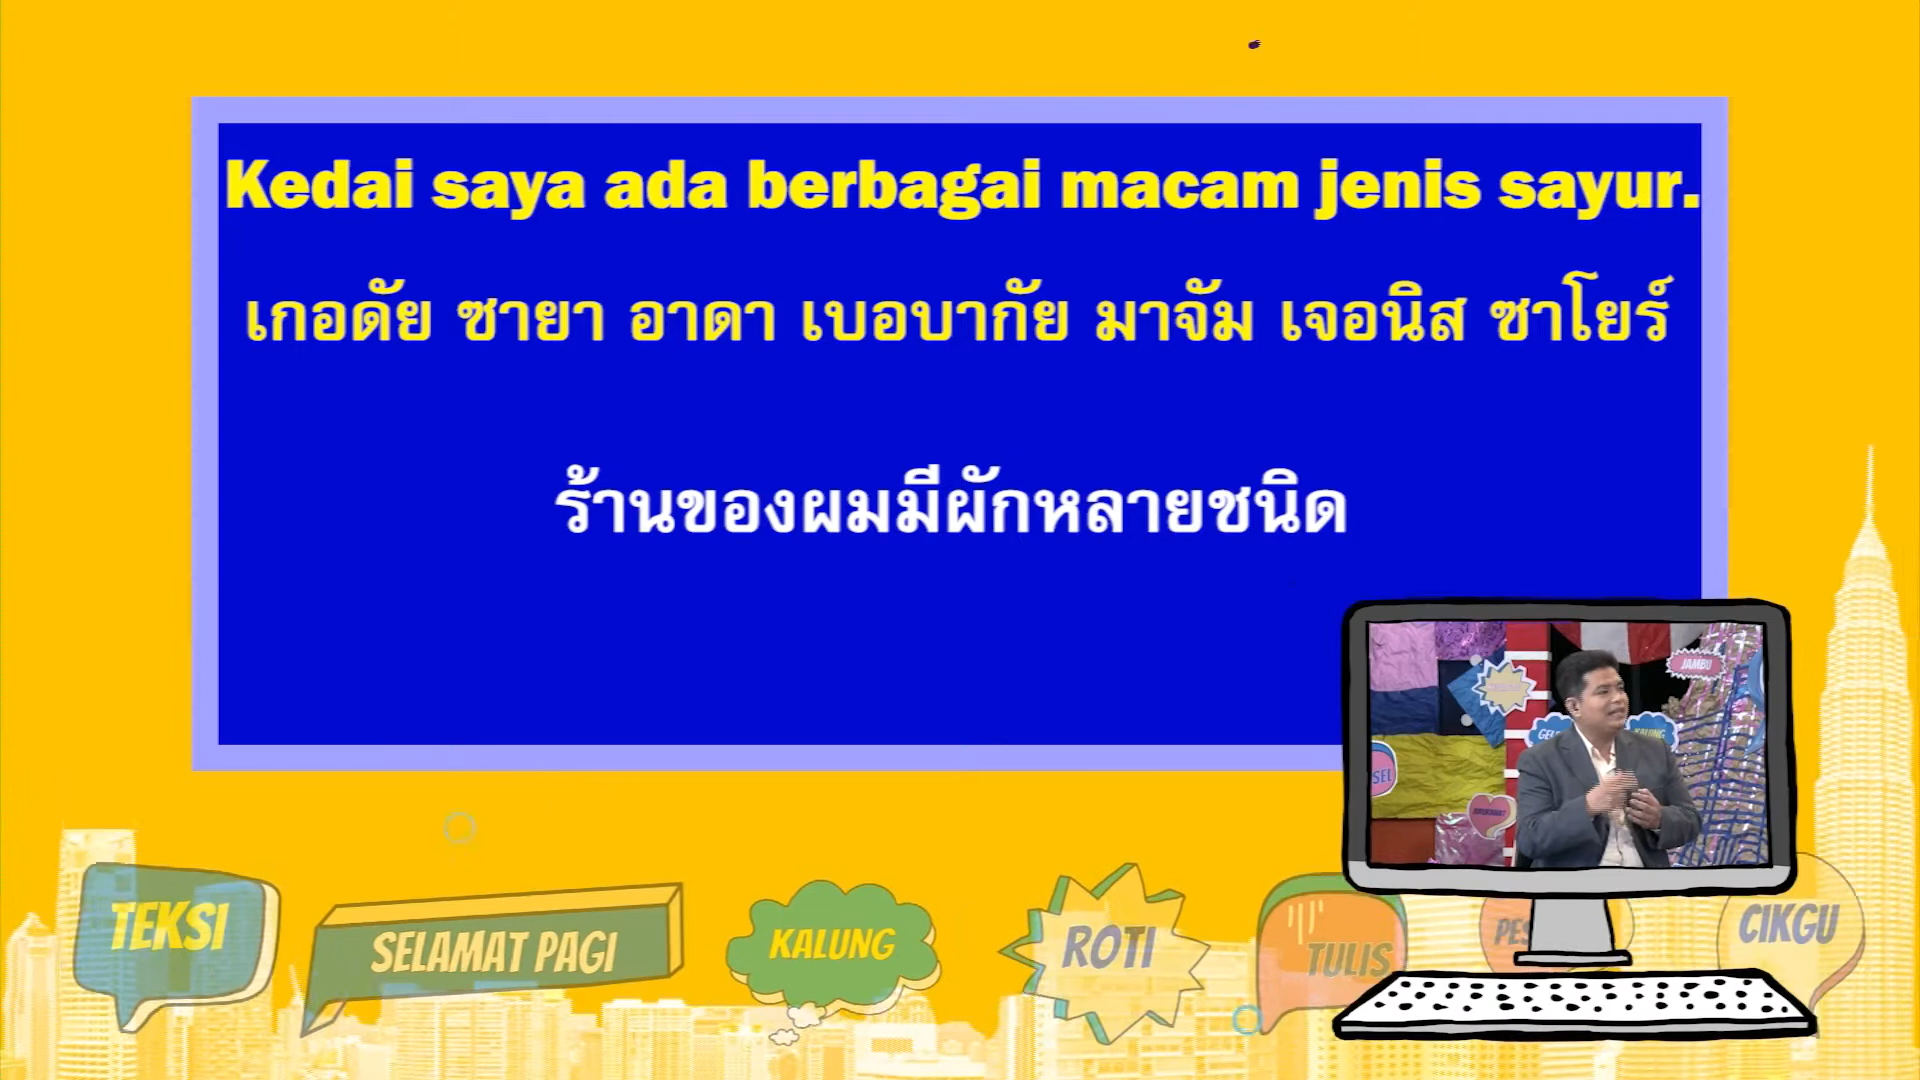 Kedai saya ada berbagai macam jenis sayur.
เกอดัย ซายา อาดา เบอบากัย มาจัม เจอนิส ซาโยร์
ร้านของผมมีผักหลายชนิด
JAMBU
TEKSI
SELAMAT PAGI
KALUNG
ROTI
TULIS
CIKGU